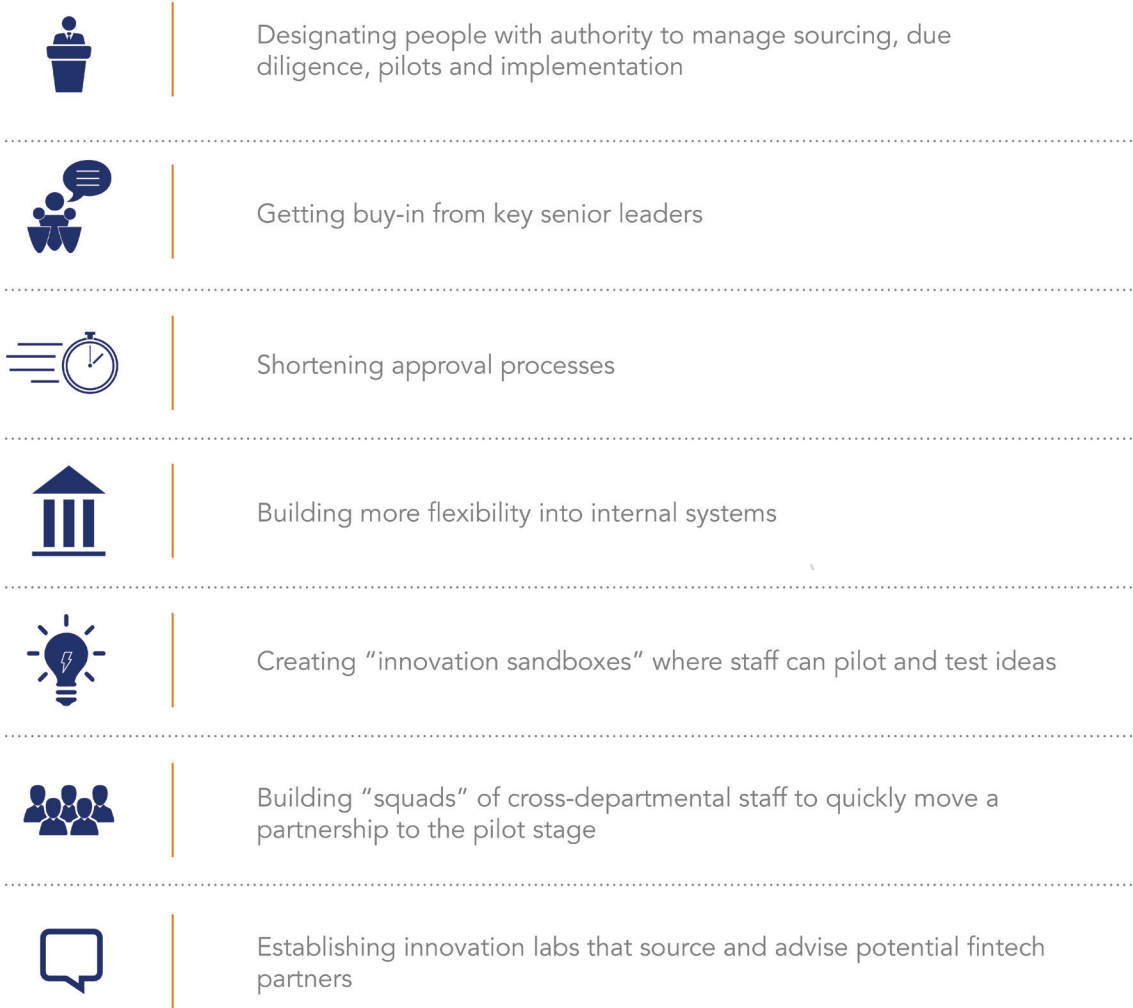 Designating people with authority to manage sourcing, due
diligence, pilots and implementation
Getting buy-in from key senior leaders
Shortening approval processes
Building more flexibility into internal systems
Creating “innovation sandboxes” where staff can pilot and test ideas
Building “squads” of cross-departmental staff to quickly move a
partnership to the pilot stage
Establishing innovation labs that source and advise potential fintech
partners